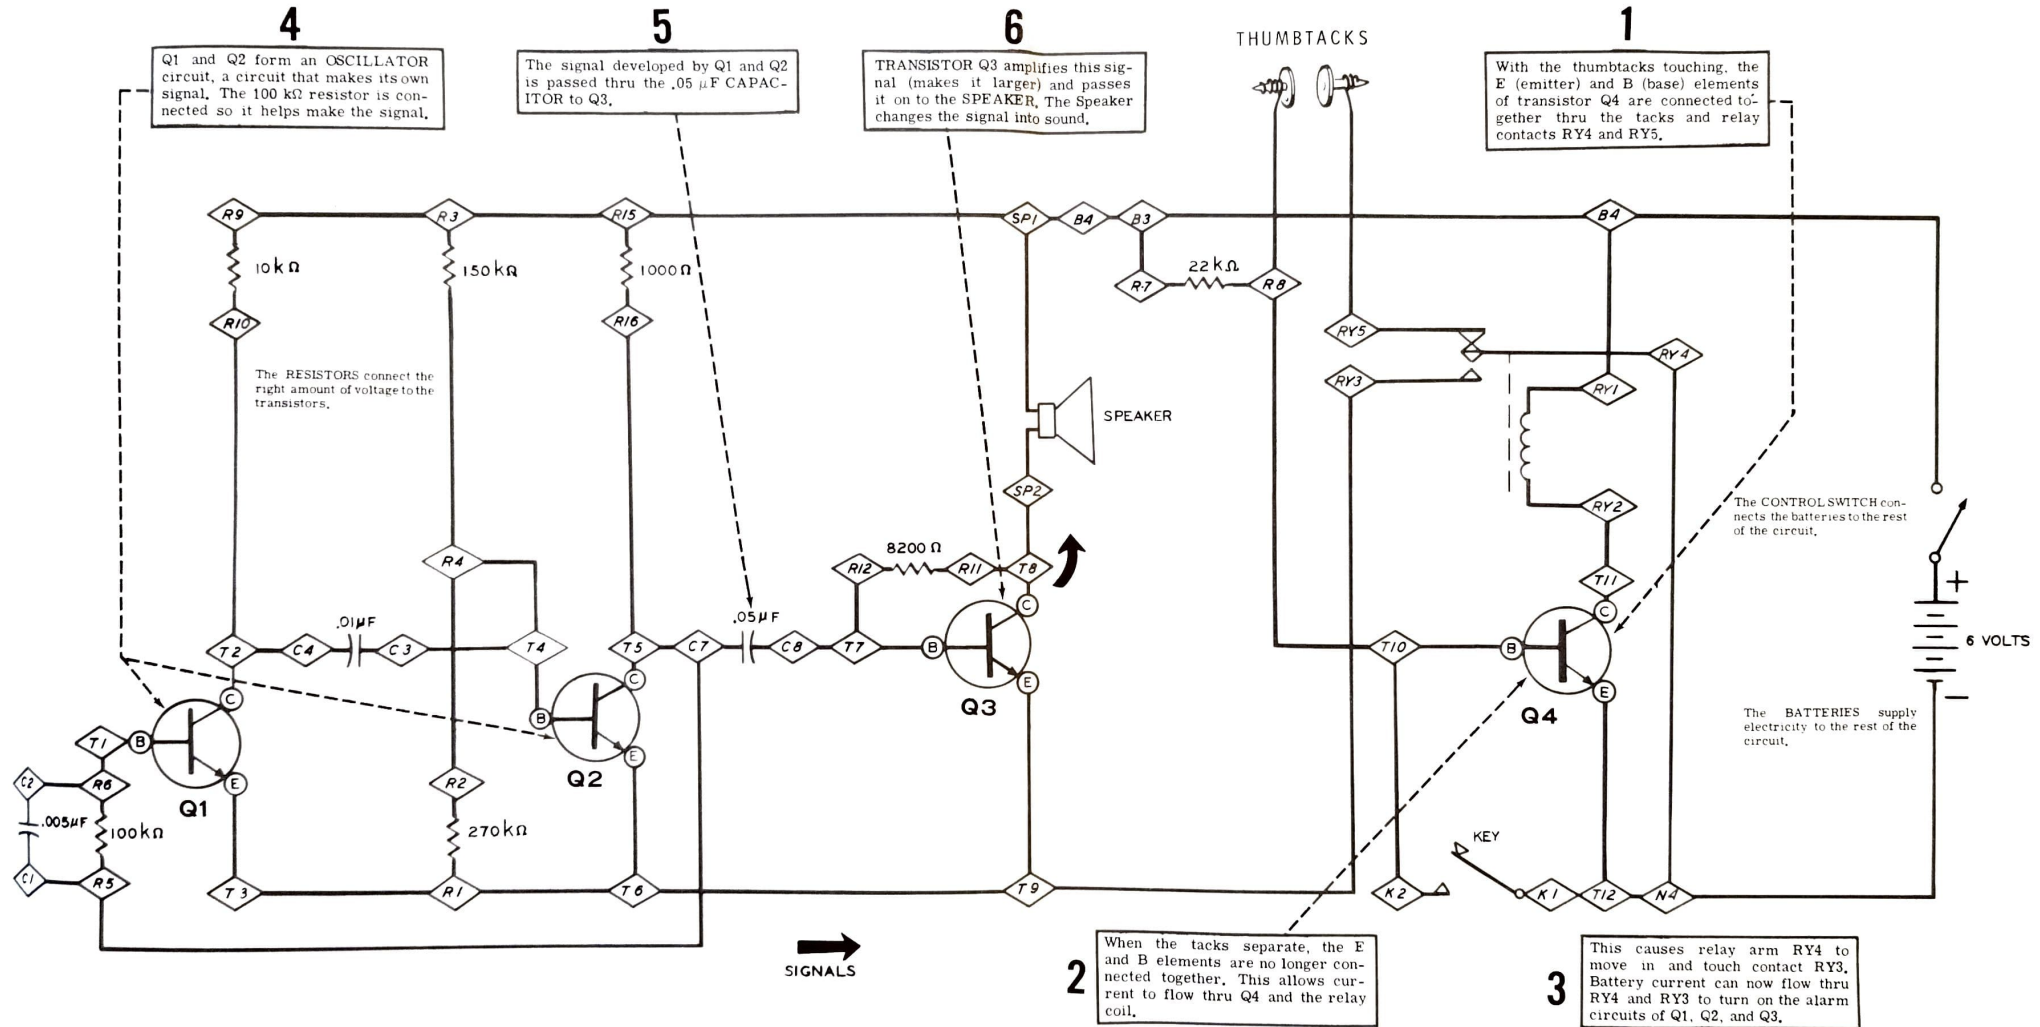 4
Q1 and Q2 form an OSCILLATOR
circuit, a circuit that makes its own
signal. The 100 kΩ resistor is con-
nected so it helps make the signal.
5
The signal developed by Q1 and Q2
is passed thru the .05 µF CAPAC-
ITOR to Q3.
6
TRANSISTOR Q3 amplifies this sig-
nal (makes it larger) and passes
it on to the SPEAKER. The Speaker
changes the signal into sound.
THUMBTACKS
1
With the thumbtacks touching, the
E (emitter) and B (base) elements
of transistor Q4 are connected to-
gether thru the tacks and relay
contacts RY4 and RY5.
R9
R3
R15
SP1
B4
B3
B4
10kΩ
150kΩ
1000Ω
R7
22kΩ
R8
R10
R16
RY5
RY4
RY3
RY1
The RESISTORS connect the
right amount of voltage to the
transistors.
SPEAKER
SP2
RY2
The CONTROL SWITCH con-
nects the batteries to the rest
of the circuit.
R4
R12
8200Ω
R11
T8
T11
+
C
C
T2
C4
.01µF
C3
T4
T5
C7
.05µF
C8
T7
B
T10
B
6 VOLTS
C
C
E
E
−
Q3
Q4
B
The BATTERIES supply
electricity to the rest of the
circuit.
T1
B
E
Q2
C2
R6
E
R2
Q1
.005µF
100kΩ
270kΩ
KEY
C1
R5
T3
R1
T6
T9
K2
K1
T12
N4
SIGNALS
2
When the tacks separate, the E
and B elements are no longer con-
nected together. This allows cur-
rent to flow thru Q4 and the relay
coil.
3
This causes relay arm RY4 to
move in and touch contact RY3.
Battery current can now flow thru
RY4 and RY3 to turn on the alarm
circuits of Q1, Q2, and Q3.